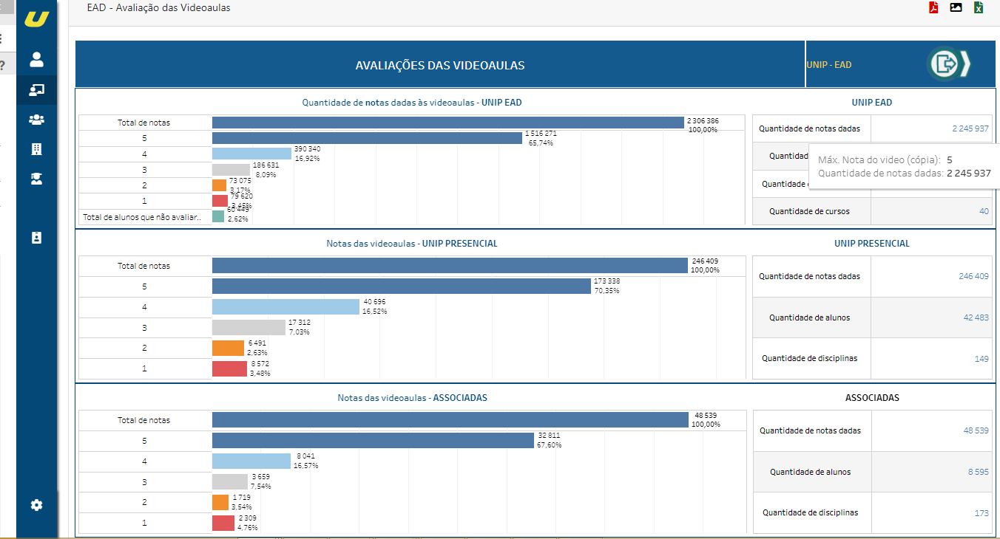 EAD - Avaliação das Videoaulas
AVALIAÇÕES DAS VIDEOAULAS
UNIP - EAD
Quantidade de notas dadas às videoaulas - UNIP EAD
Total de notas
2 306 386
100,00%
5
1 516 271
65,74%
4
390 340
16,92%
3
186 631
8,09%
2
73 075
3,17%
1
79 620
3,45%
Total de alunos que não avaliar..
60 449
2,62%
UNIP EAD
Quantidade de notas dadas
2 245 937
Quantidad
Máx. Nota do video (cópia): 5
Quantidade de notas dadas: 2 245 937
Quantidade
Quantidade de cursos
40
Notas das videoaulas - UNIP PRESENCIAL
Total de notas
246 409
100,00%
5
173 338
70,35%
4
40 696
16,52%
3
17 312
7,03%
2
6 491
2,63%
1
8 572
3,48%
UNIP PRESENCIAL
Quantidade de notas dadas
246 409
Quantidade de alunos
42 483
Quantidade de disciplinas
149
Notas das videoaulas - ASSOCIADAS
Total de notas
48 539
100,00%
5
32 811
67,60%
4
8 041
16,57%
3
3 659
7,54%
2
1 719
3,54%
1
2 309
4,76%
ASSOCIADAS
Quantidade de notas dadas
48 539
Quantidade de alunos
8 595
Quantidade de disciplinas
173